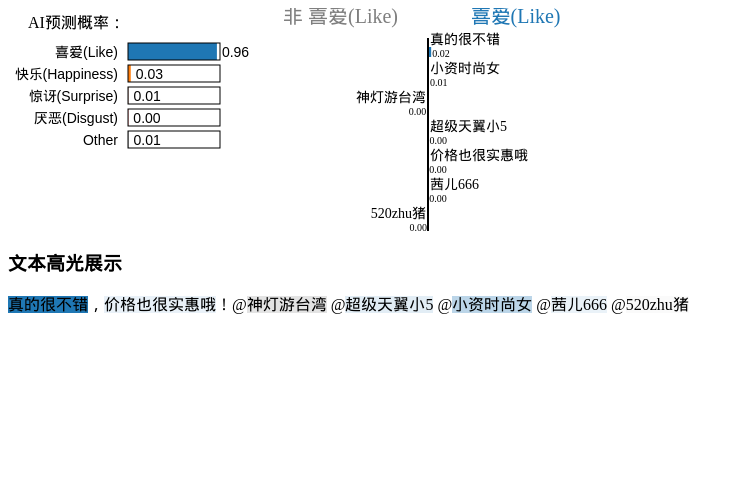 AI预测概率：
喜爱(Like) 0.96
快乐(Happiness) 0.03
惊讶(Surprise) 0.01
厌恶(Disgust) 0.00
Other 0.01
非 喜爱(Like) 喜爱(Like)
真的很不错
0.02
小资时尚女
0.01
神灯游台湾
0.00
超级天翼小5
0.00
价格也很实惠哦
0.00
茜儿666
0.00
520zhu猪
0.00
文本高光展示
真的很不错，价格也很实惠哦！@神灯游台湾 @超级天翼小5 @小资时尚女 @茜儿666 @520zhu猪